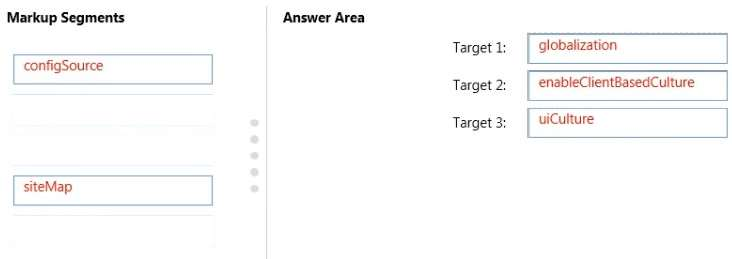 Markup Segments
configSource
siteMap
Answer Area
Target 1: globalization
Target 2: enableClientBasedCulture
Target 3: uiCulture